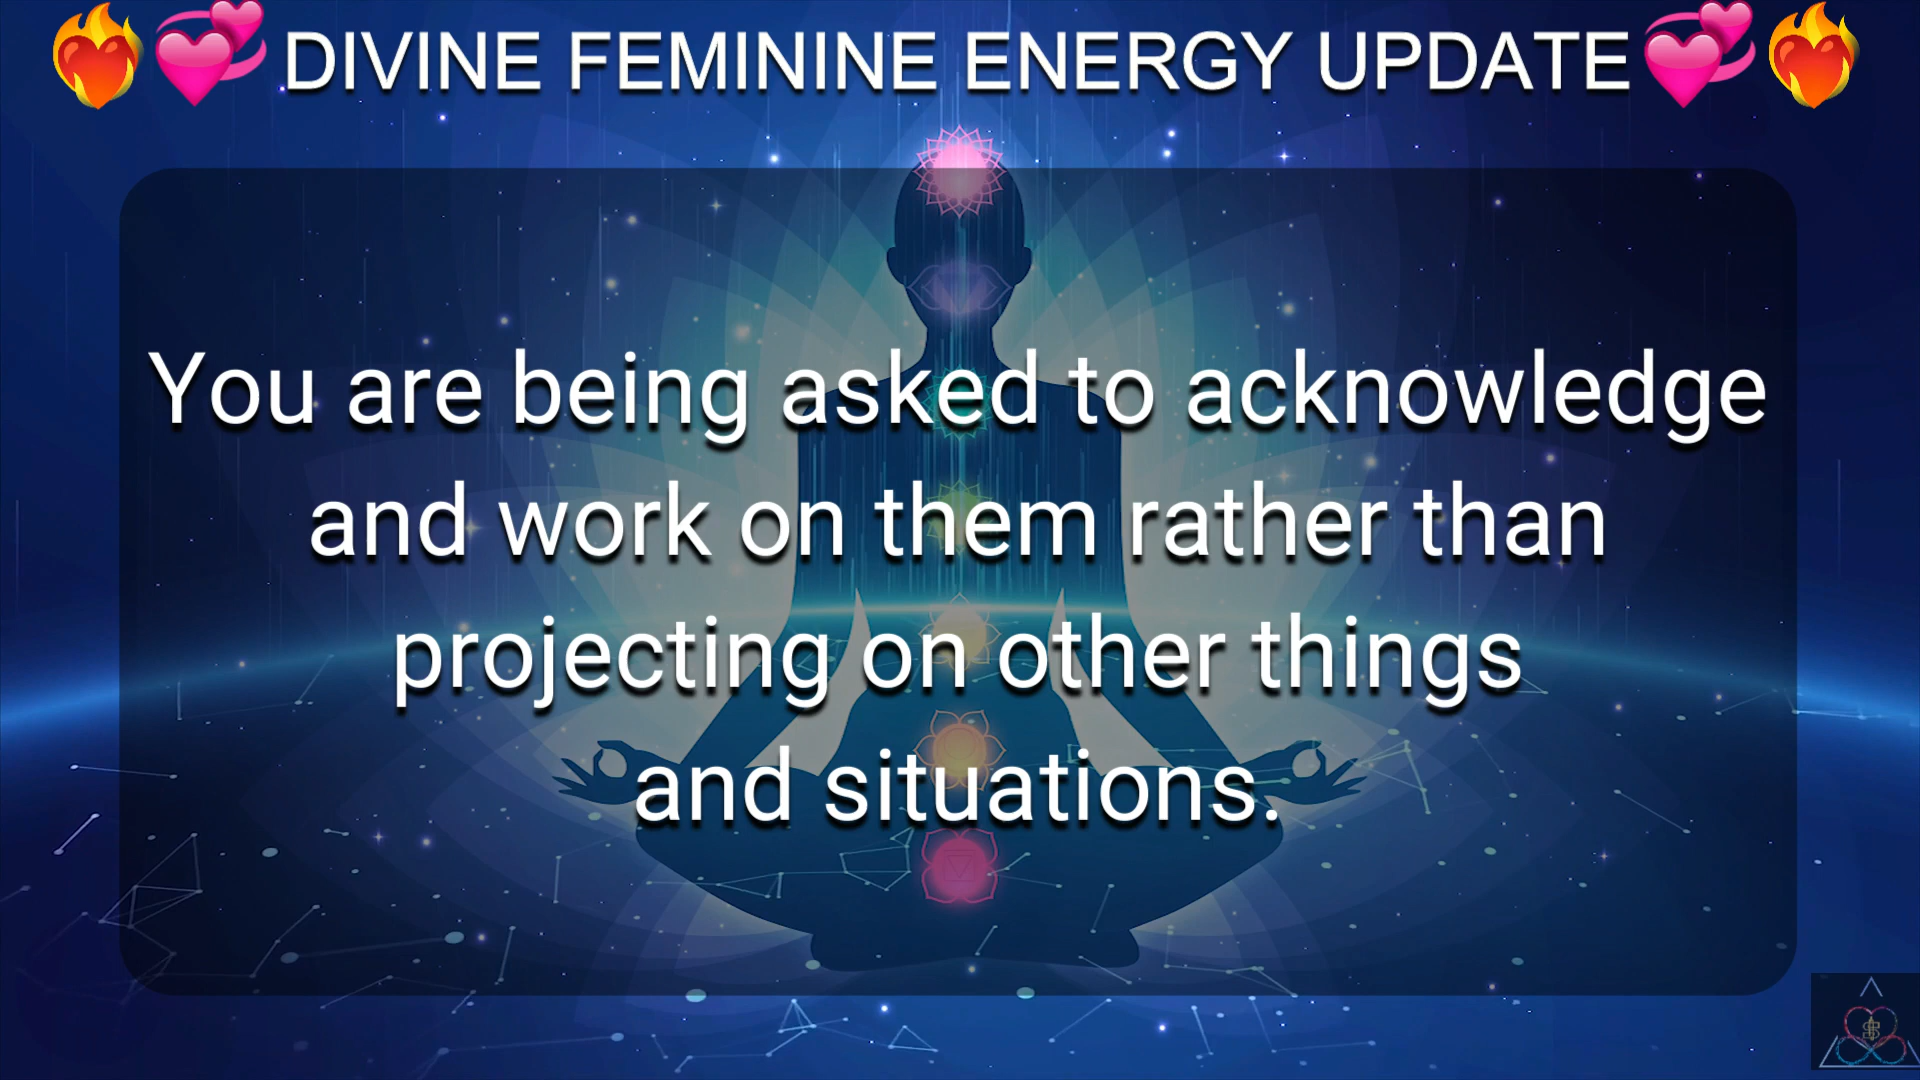 ❤️‍🔥💞DIVINE FEMININE ENERGY UPDATE💞❤️‍🔥
You are being asked to acknowledge
and work on them rather than
projecting on other things
and situations.